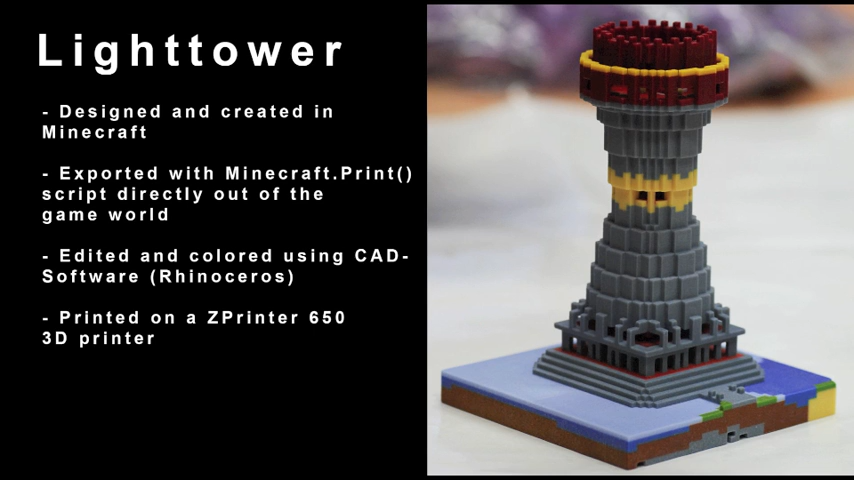 Lighttower
- Designed and created in
Minecraft
- Exported with Minecraft.Print()
script directly out of the
game world
- Edited and colored using CAD-
Software (Rhinoceros)
- Printed on a ZPrinter 650
3D printer